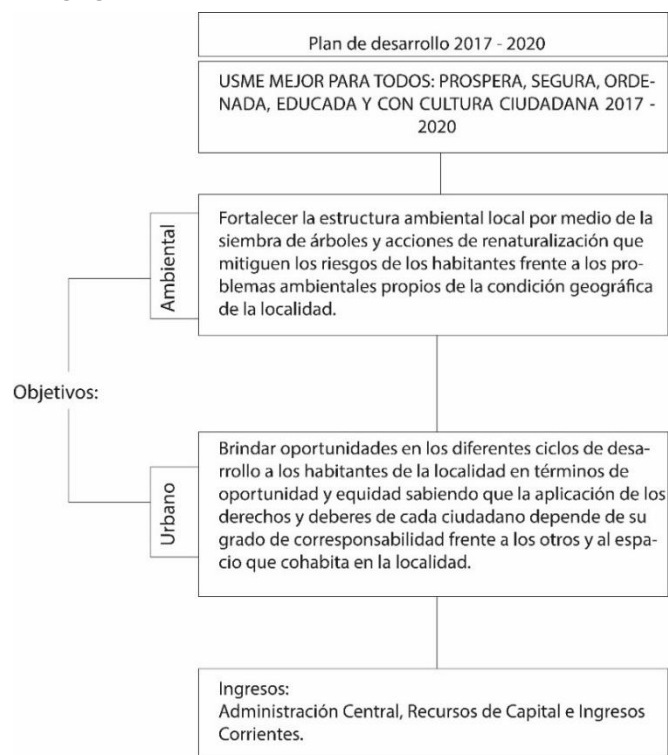 Plan de desarrollo 2017 - 2020
USME MEJOR PARA TODOS: PROSPERA, SEGURA, ORDE-
NADA, EDUCADA Y CON CULTURA CIUDADANA 2017 -
2020
Ambiental
Fortalecer la estructura ambiental local por medio de la
siembra de árboles y acciones de renaturalización que
mitiguen los riesgos de los habitantes frente a los pro-
blemas ambientales propios de la condición geográfica
de la localidad.
Objetivos:
Urbano
Brindar oportunidades en los diferentes ciclos de desa-
rrollo a los habitantes de la localidad en términos de
oportunidad y equidad sabiendo que la aplicación de los
derechos y deberes de cada ciudadano depende de su
grado de corresponsabilidad frente a los otros y al espa-
cio que cohabita en la localidad.
Ingresos:
Administración Central, Recursos de Capital e Ingresos
Corrientes.